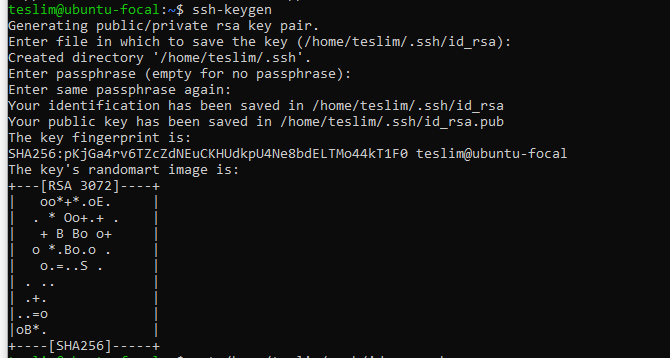 teslim@ubuntu-focal:~$ ssh-keygen
Generating public/private rsa key pair.
Enter file in which to save the key (/home/teslim/.ssh/id_rsa):
Created directory '/home/teslim/.ssh'.
Enter passphrase (empty for no passphrase):
Enter same passphrase again:
Your identification has been saved in /home/teslim/.ssh/id_rsa
Your public key has been saved in /home/teslim/.ssh/id_rsa.pub
The key fingerprint is:
SHA256:pKjGa4rv6TZcZdNEuCKHUdkpU4Ne8bdELTMo44kT1F0 teslim@ubuntu-focal
The key's randomart image is:
+---[RSA 3072]----+
|    oo*+*.oE.    |
|   . * Oo+.+ .   |
|    + B Bo o+    |
|   o *.Bo.o .    |
|    o.=..S .     |
| . ..            |
| .+.             |
|..=o             |
|oB*.             |
+----[SHA256]-----+